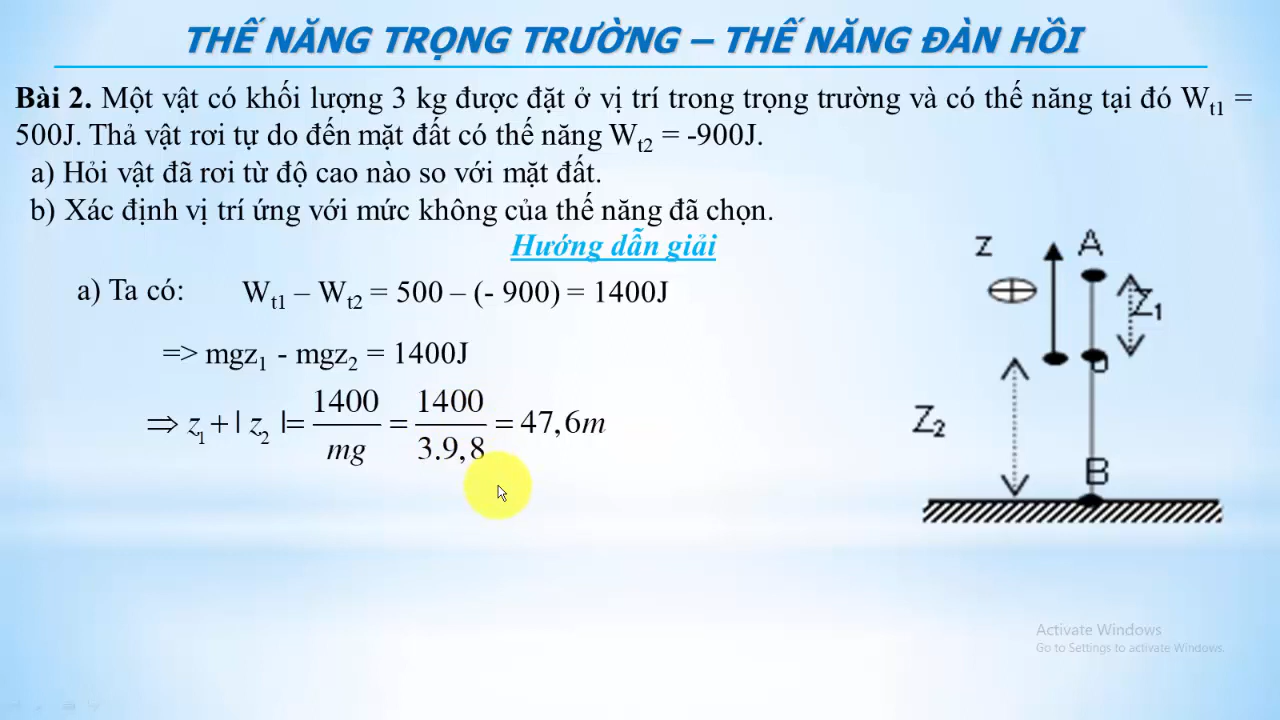 THẾ NĂNG TRỌNG TRƯỜNG – THẾ NĂNG ĐÀN HỒI
Bài 2. Một vật có khối lượng 3 kg được đặt ở vị trí trong trọng trường và có thế năng tại đó Wt1 =
500J. Thả vật rơi tự do đến mặt đất có thế năng Wt2 = -900J.
a) Hỏi vật đã rơi từ độ cao nào so với mặt đất.
b) Xác định vị trí ứng với mức không của thế năng đã chọn.
Hướng dẫn giải
a) Ta có: Wt1 – Wt2 = 500 – (- 900) = 1400J
=> mgz1 - mgz2 = 1400J
⇒ z1 + | z2 |= 1400/mg = 1400/3.9,8 = 47,6m
z A
Z1
Z2
B
Activate Windows
Go to Settings to activate Windows.